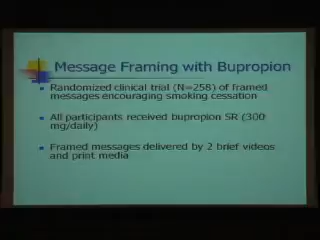 Message Framing with Bupropion
Randomized clinical trial (N=258) of framed
messages encouraging smoking cessation
All participants received bupropion SR (300
mg/daily)
Framed messages delivered by 2 brief videos
and print media